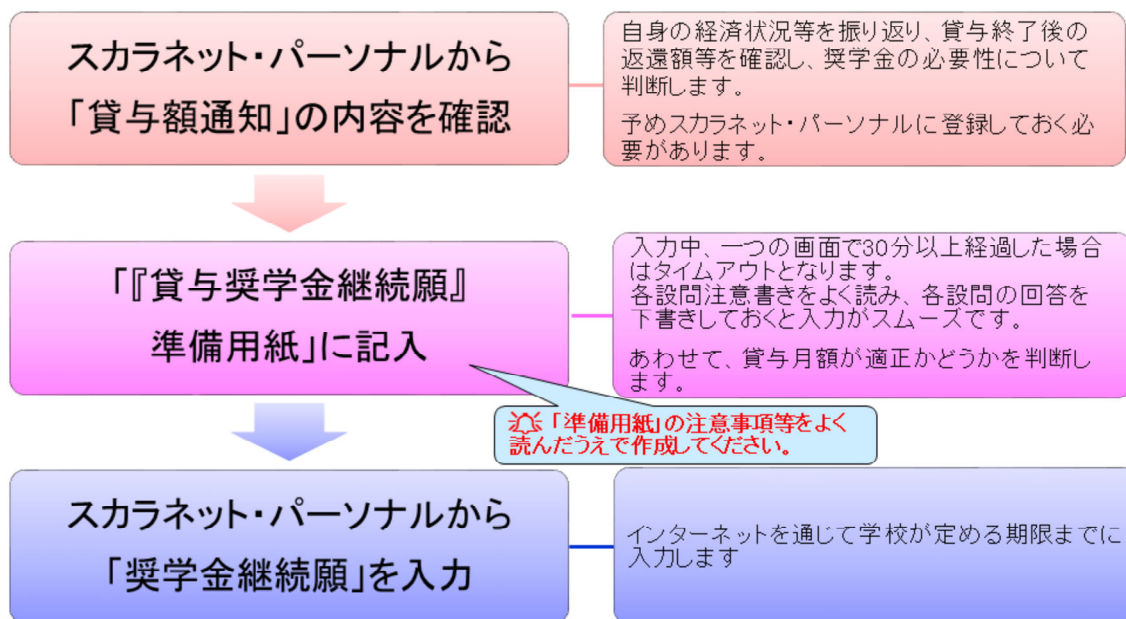 スカラネット・パーソナルから
「貸与額通知」の内容を確認
自身の経済状況等を振り返り、貸与終了後の
返還額等を確認し、奨学金の必要性について
判断します。
予めスカラネット・パーソナルに登録しておく必
要があります。
「『貸与奨学金継続願』
準備用紙」に記入
入力中、一つの画面で30分以上経過した場合
はタイムアウトとなります。
各設問注意書きをよく読み、各設問の回答を
下書きしておくと入力がスムーズです。
あわせて、貸与月額が適正かどうかを判断しま
す。
「準備用紙」の注意事項等をよく
読んだうえで作成してください。
スカラネット・パーソナルから
「奨学金継続願」を入力
インターネットを通じて学校が定める期限までに
入力します